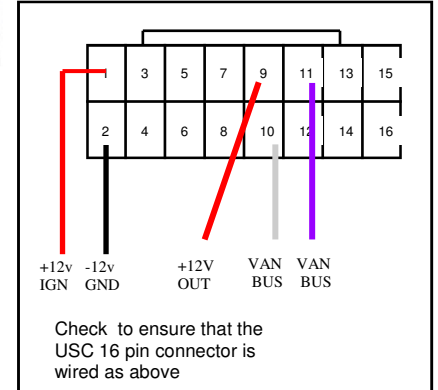 1 3 5 7 9 11 13 15
2 4 6 8 10 12 14 16
+12v -12v +12V VAN VAN
IGN GND OUT BUS BUS
Check to ensure that the
USC 16 pin connector is
wired as above